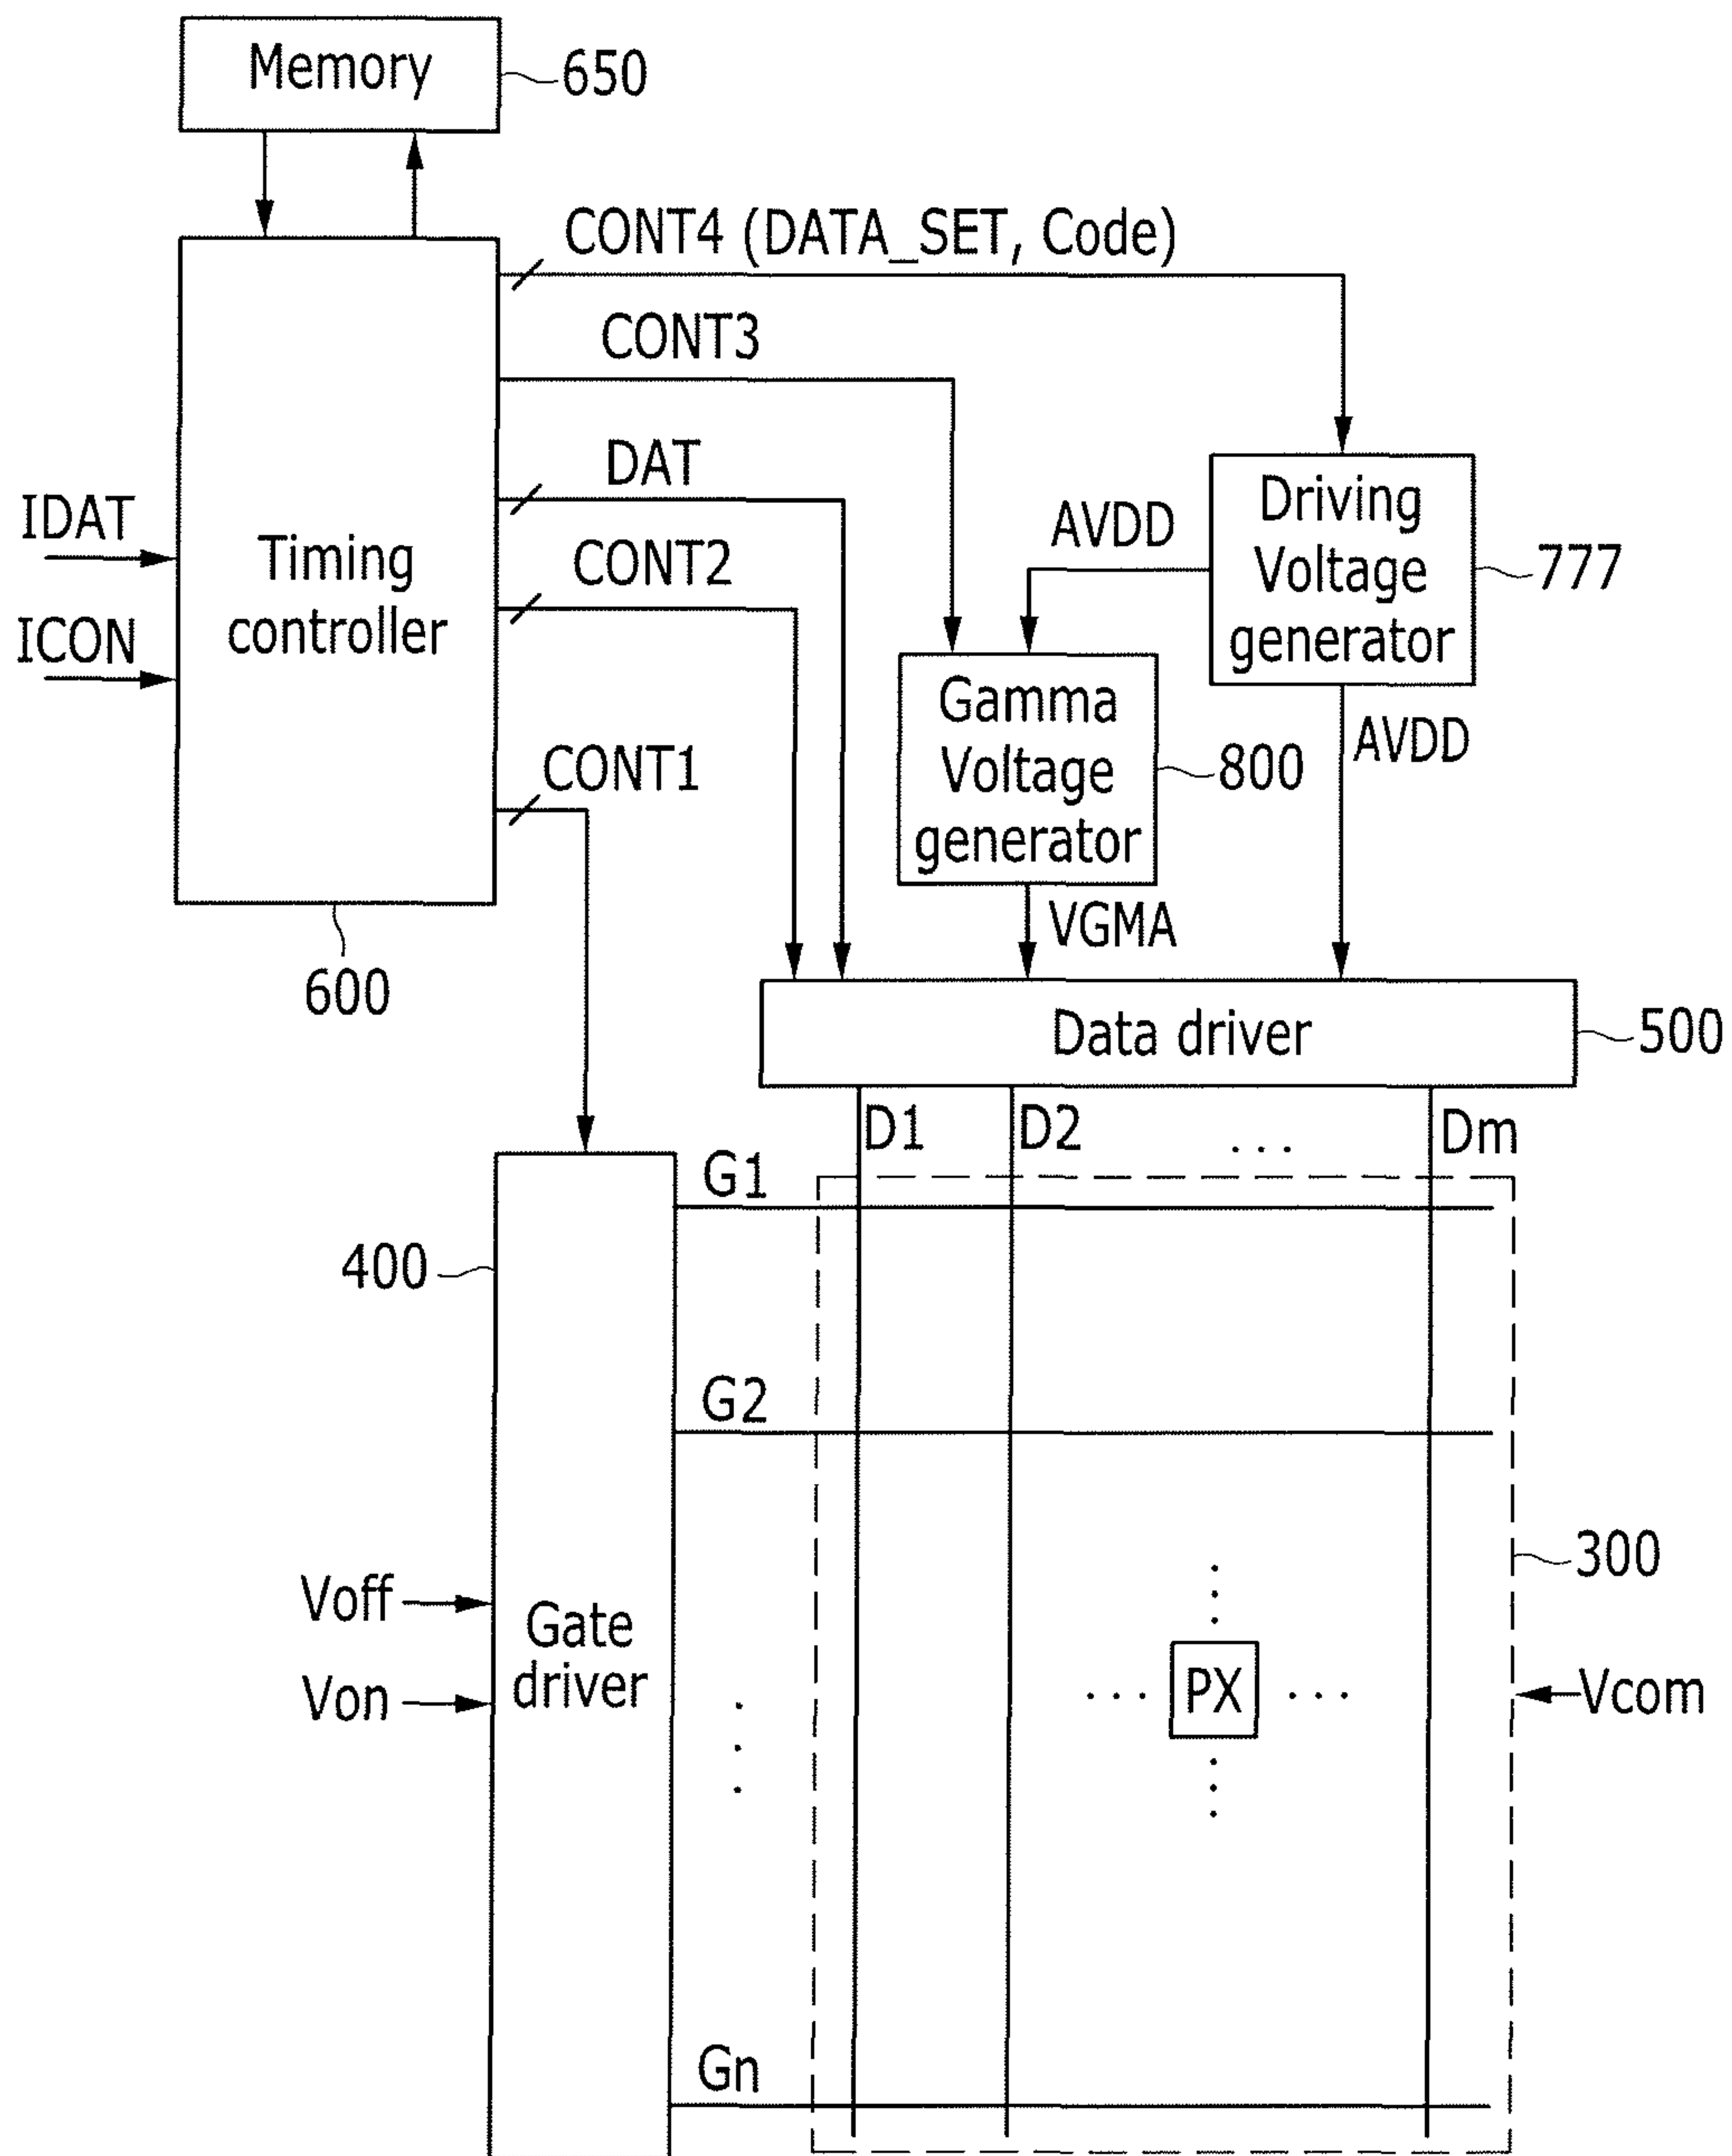 Memory
650
CONT4 (DATA_SET, Code)
CONT3
DAT
IDAT
Timing
controller
CONT2
ICON
AVDD
Driving
Voltage
generator
777
Gamma
Voltage
generator
800
AVDD
CONT1
VGMA
600
Data driver
500
D1
D2
...
Dm
G1
400
G2
300
Voff
Gate
driver
Von
... PX ...
Vcom
Gn